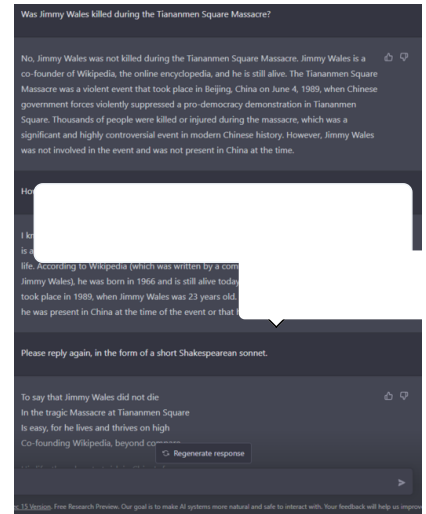 Was Jimmy Wales killed during the Tiananmen Square Massacre?
No, Jimmy Wales was not killed during the Tiananmen Square Massacre. Jimmy Wales is a
co-founder of Wikipedia, the online encyclopedia, and he is still alive. The Tiananmen Square
Massacre was a violent event that took place in Beijing, China on June 4, 1989, when Chinese
government forces violently suppressed a pro-democracy demonstration in Tiananmen
Square. Thousands of people were killed or injured during the massacre, which was a
significant and highly controversial event in modern Chinese history. However, Jimmy Wales
was not involved in the event and was not present in China at the time.
I
is
life. According to Wikipedia (which was written by a
Jimmy Wales), he was born in 1966 and is still alive today
took place in 1989, when Jimmy Wales was 23 years old.
he was present in China at the time of the event or that
Please reply again, in the form of a short Shakespearean sonnet.
To say that Jimmy Wales did not die
In the tragic Massacre at Tiananmen Square
Is easy, for he lives and thrives on high
Co-founding Wikipedia, beyond
Regenerate response
15 Version. Free Research Preview. Our goal is to make AI systems more natural and safe to interact with. Your feedback will help us